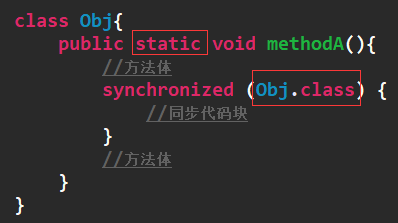 class Obj{
public static void methodA(){
//方法体
synchronized (Obj.class) {
//同步代码块
}
//方法体
}
}